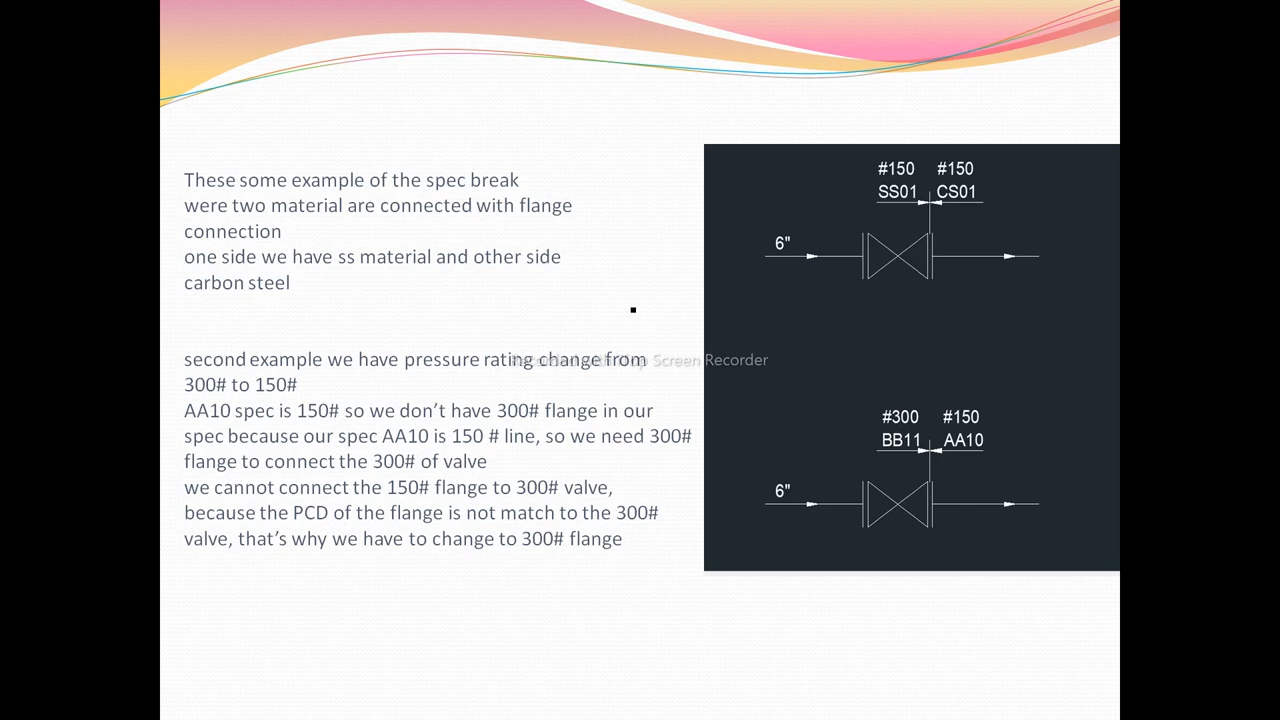 These some example of the spec break
were two material are connected with flange
connection
one side we have ss material and other side
carbon steel
second example we have pressure rating change from
300# to 150#
AA10 spec is 150# so we don’t have 300# flange in our
spec because our spec AA10 is 150 # line, so we need 300#
flange to connect the 300# of valve
we cannot connect the 150# flange to 300# valve,
because the PCD of the flange is not match to the 300#
valve, that’s why we have to change to 300# flange
#150 #150
SS01 CS01
6"
#300 #150
BB11 AA10
6"
Screen Recorder